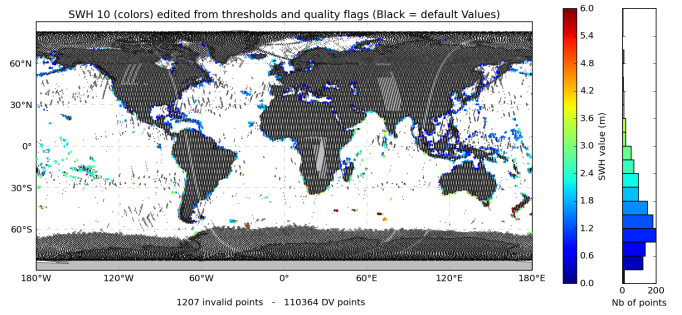 SWH 10 (colors) edited from thresholds and quality flags (Black = default Values)
60°N
30°N
0°
30°S
60°S
180°W 120°W 60°W 0° 60°E 120°E 180°E
1207 invalid points - 110364 DV points
6.0
5.4
4.8
4.2
3.6
3.0
2.4
1.8
1.2
0.6
0.0
SWH value (m)
0 200
Nb of points